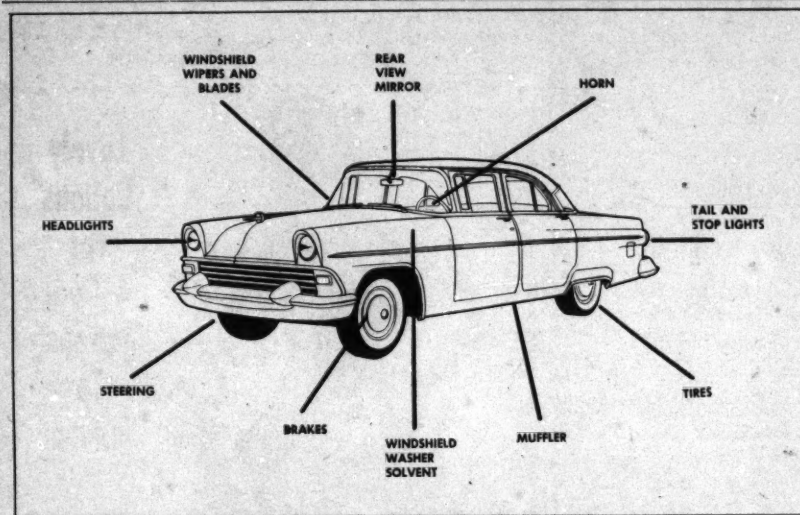 WINDSHIELD
WIPERS AND
BLADES
REAR
VIEW
MIRROR
HORN
HEADLIGHTS
TAIL AND
STOP LIGHTS
STEERING
BRAKES
WINDSHIELD
WASHER
SOLVENT
MUFFLER
TIRES